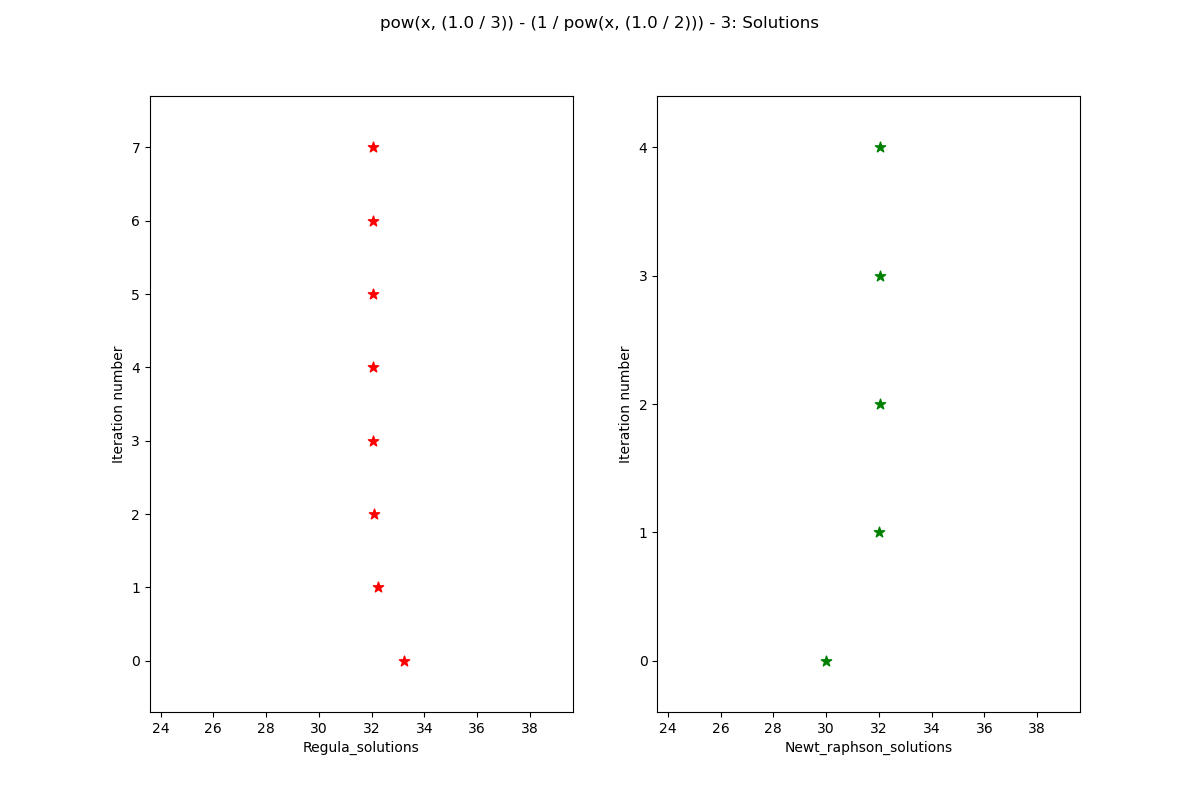 pow(x, (1.0 / 3)) - (1 / pow(x, (1.0 / 2))) - 3: Solutions
7
6
5
4
3
2
1
0
Iteration number
24 26 28 30 32 34 36 38
Regula_solutions
4
3
2
1
0
Iteration number
24 26 28 30 32 34 36 38
Newt_raphson_solutions